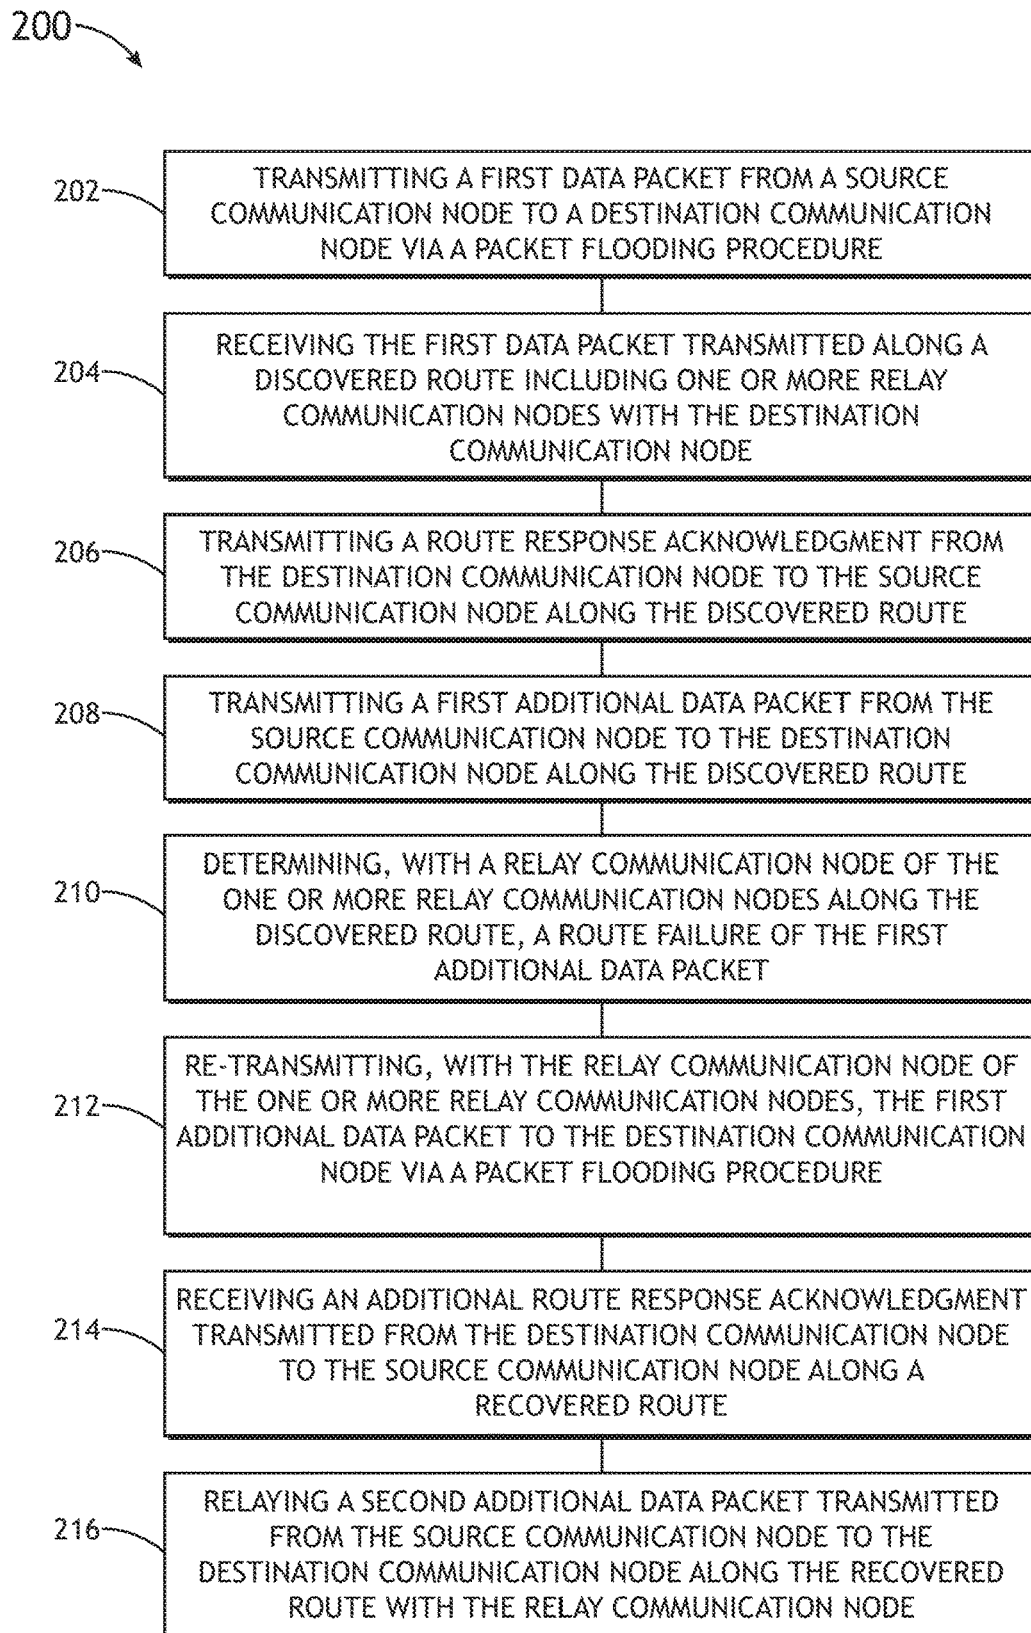 200
202
TRANSMITTING A FIRST DATA PACKET FROM A SOURCE
COMMUNICATION NODE TO A DESTINATION COMMUNICATION
NODE VIA A PACKET FLOODING PROCEDURE
204
RECEIVING THE FIRST DATA PACKET TRANSMITTED ALONG A
DISCOVERED ROUTE INCLUDING ONE OR MORE RELAY
COMMUNICATION NODES WITH THE DESTINATION
COMMUNICATION NODE
206
TRANSMITTING A ROUTE RESPONSE ACKNOWLEDGMENT FROM
THE DESTINATION COMMUNICATION NODE TO THE SOURCE
COMMUNICATION NODE ALONG THE DISCOVERED ROUTE
208
TRANSMITTING A FIRST ADDITIONAL DATA PACKET FROM THE
SOURCE COMMUNICATION NODE TO THE DESTINATION
COMMUNICATION NODE ALONG THE DISCOVERED ROUTE
210
DETERMINING, WITH A RELAY COMMUNICATION NODE OF THE
ONE OR MORE RELAY COMMUNICATION NODES ALONG THE
DISCOVERED ROUTE, A ROUTE FAILURE OF THE FIRST
ADDITIONAL DATA PACKET
212
RE-TRANSMITTING, WITH THE RELAY COMMUNICATION NODE OF
THE ONE OR MORE RELAY COMMUNICATION NODES, THE FIRST
ADDITIONAL DATA PACKET TO THE DESTINATION COMMUNICATION
NODE VIA A PACKET FLOODING PROCEDURE
214
RECEIVING AN ADDITIONAL ROUTE RESPONSE ACKNOWLEDGMENT
TRANSMITTED FROM THE DESTINATION COMMUNICATION NODE
TO THE SOURCE COMMUNICATION NODE ALONG A
RECOVERED ROUTE
216
RELAYING A SECOND ADDITIONAL DATA PACKET TRANSMITTED
FROM THE SOURCE COMMUNICATION NODE TO THE
DESTINATION COMMUNICATION NODE ALONG THE RECOVERED
ROUTE WITH THE RELAY COMMUNICATION NODE